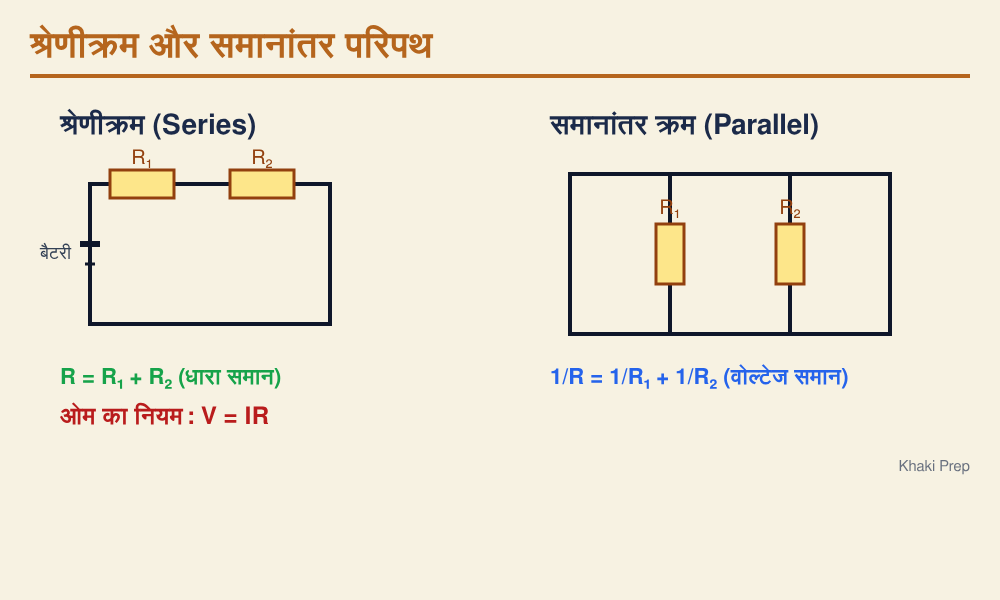 श्रेणीक्रम और समानांतर परिपथ
श्रेणीक्रम (Series)
R₁
R₂
बैटरी
R = R₁ + R₂ (धारा समान)
ओम का नियम : V = IR
समानांतर क्रम (Parallel)
R₁
R₂
1/R = 1/R₁ + 1/R₂ (वोल्टेज समान)
Khaki Prep